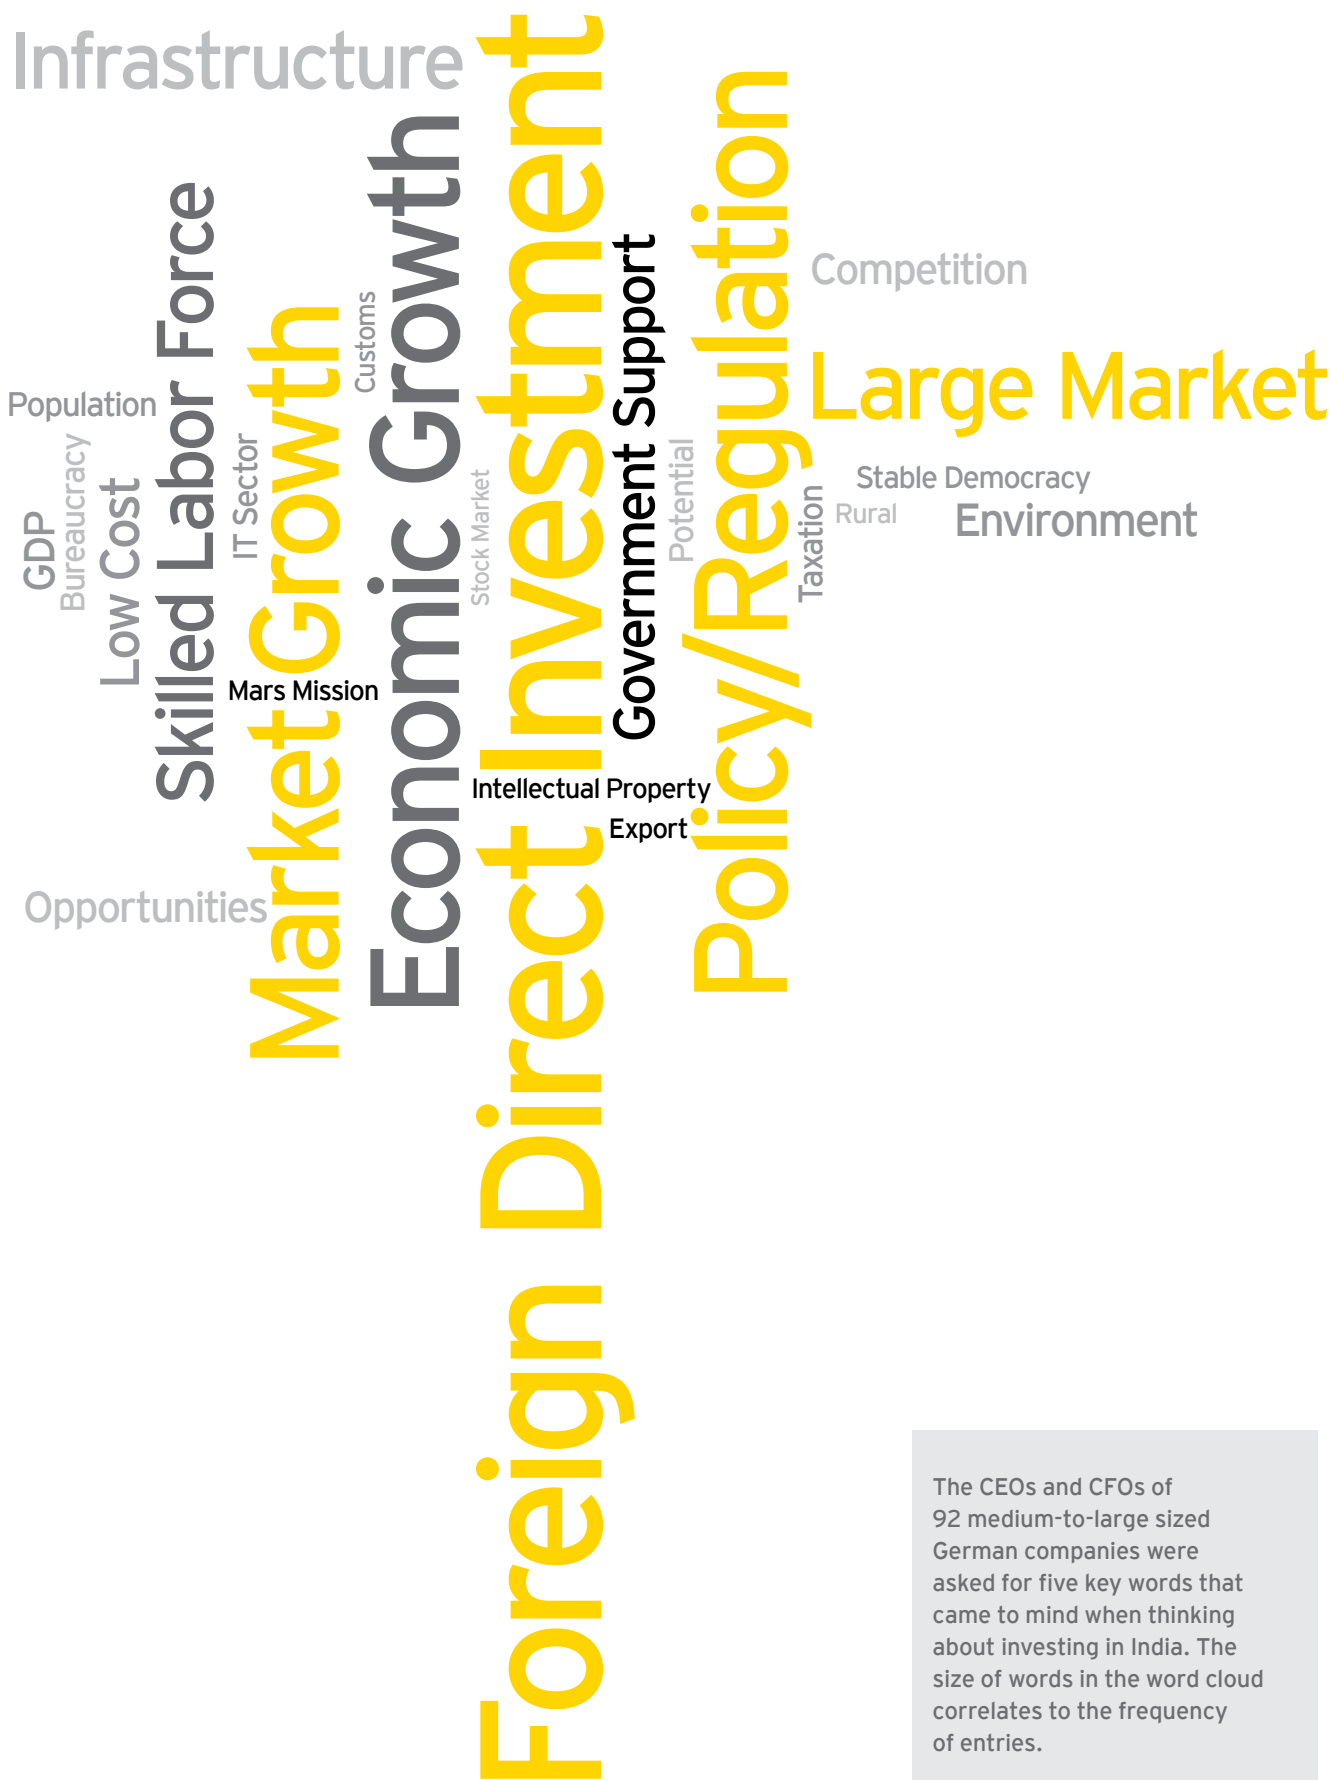 Infrastructure
Foreign Direct Investment
Policy/Regulation
Economic Growth
Skilled Labor Force
Government Support
Competition
Market Growth
Customs
Large Market
Population
Bureaucracy
IT Sector
Potential
Stable Democracy
Stock Market
Low Cost
Taxation
Rural
Environment
GDP
Mars Mission
Intellectual Property
Export
Opportunities
The CEOs and CFOs of
92 medium-to-large sized
German companies were
asked for five key words that
came to mind when thinking
about investing in India. The
size of words in the word cloud
correlates to the frequency
of entries.